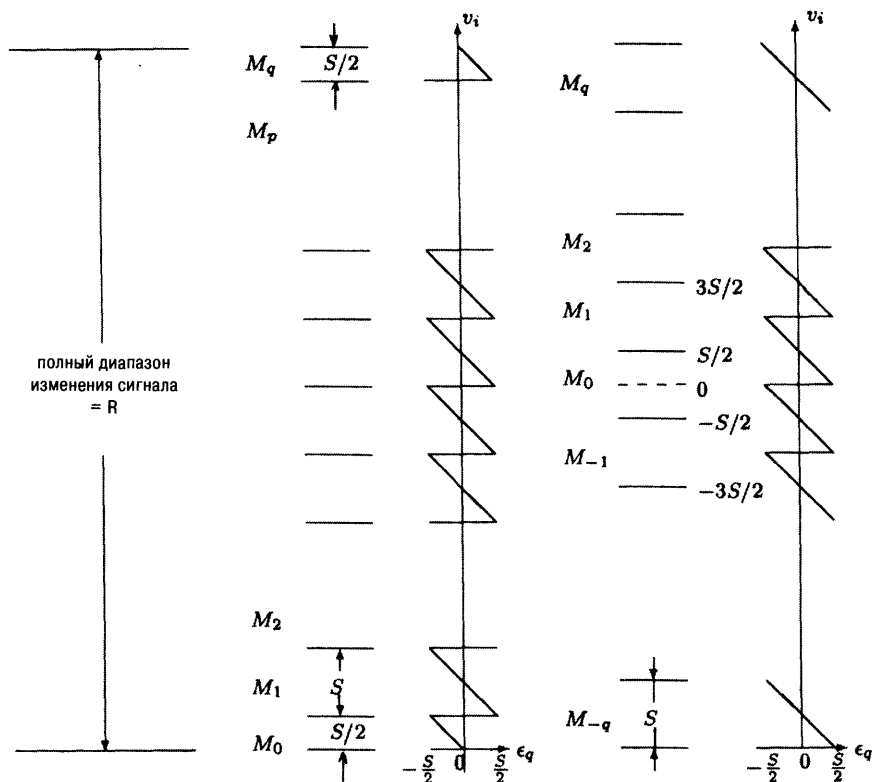 v_i
v_i
M_q
S/2
M_q
M_p
M_2
3S/2
M_1
полный диапазон
изменения сигнала
= R
S/2
M_0
0
-S/2
M_{-1}
-3S/2
M_2
M_1
S
S/2
M_0
M_{-q}
S
-S/2
0
S/2
ϵ_q
-S/2
0
S/2
ϵ_q